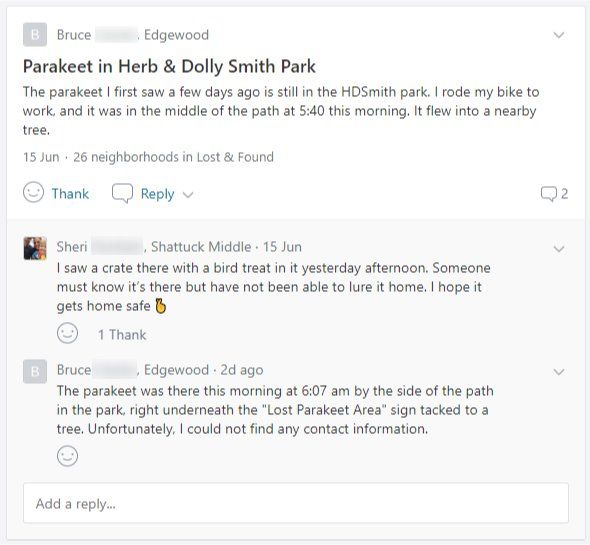 B Bruce , Edgewood
Parakeet in Herb & Dolly Smith Park
The parakeet I first saw a few days ago is still in the HDSmith park. I rode my bike to
work, and it was in the middle of the path at 5:40 this morning. It flew into a nearby
tree.
15 Jun · 26 neighborhoods in Lost & Found
Thank Reply 2
Sheri , Shattuck Middle · 15 Jun
I saw a crate there with a bird treat in it yesterday afternoon. Someone
must know it's there but have not been able to lure it home. I hope it
gets home safe
1 Thank
B Bruce , Edgewood · 2d ago
The parakeet was there this morning at 6:07 am by the side of the path
in the park, right underneath the "Lost Parakeet Area" sign tacked to a
tree. Unfortunately, I could not find any contact information.
Add a reply...